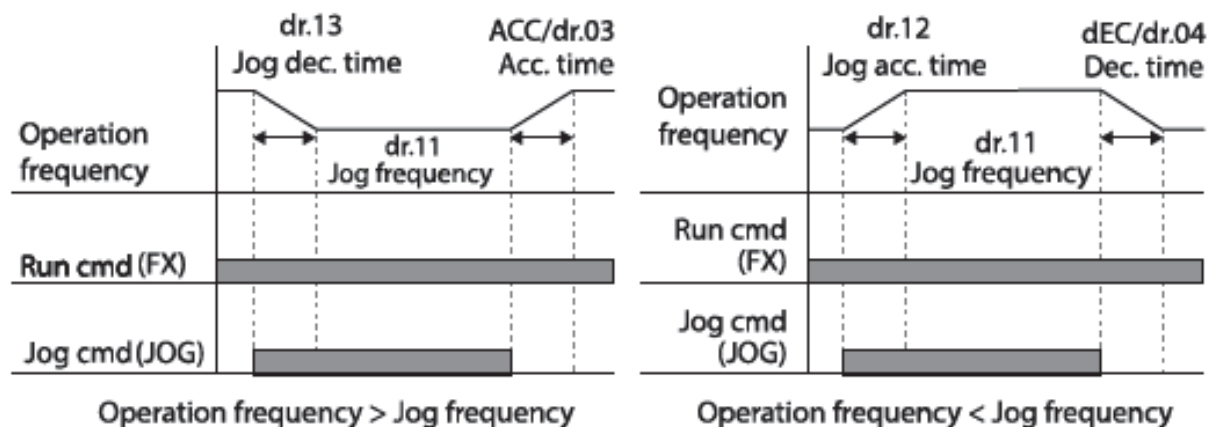 dr.13
Jog dec. time
ACC/dr.03
Acc. time
Operation
frequency
dr.11
Jog frequency
Run cmd (FX)
Jog cmd (JOG)
Operation frequency > Jog frequency
dr.12
Jog acc. time
dEC/dr.04
Dec. time
Operation
frequency
dr.11
Jog frequency
Run cmd
(FX)
Jog cmd
(JOG)
Operation frequency < Jog frequency